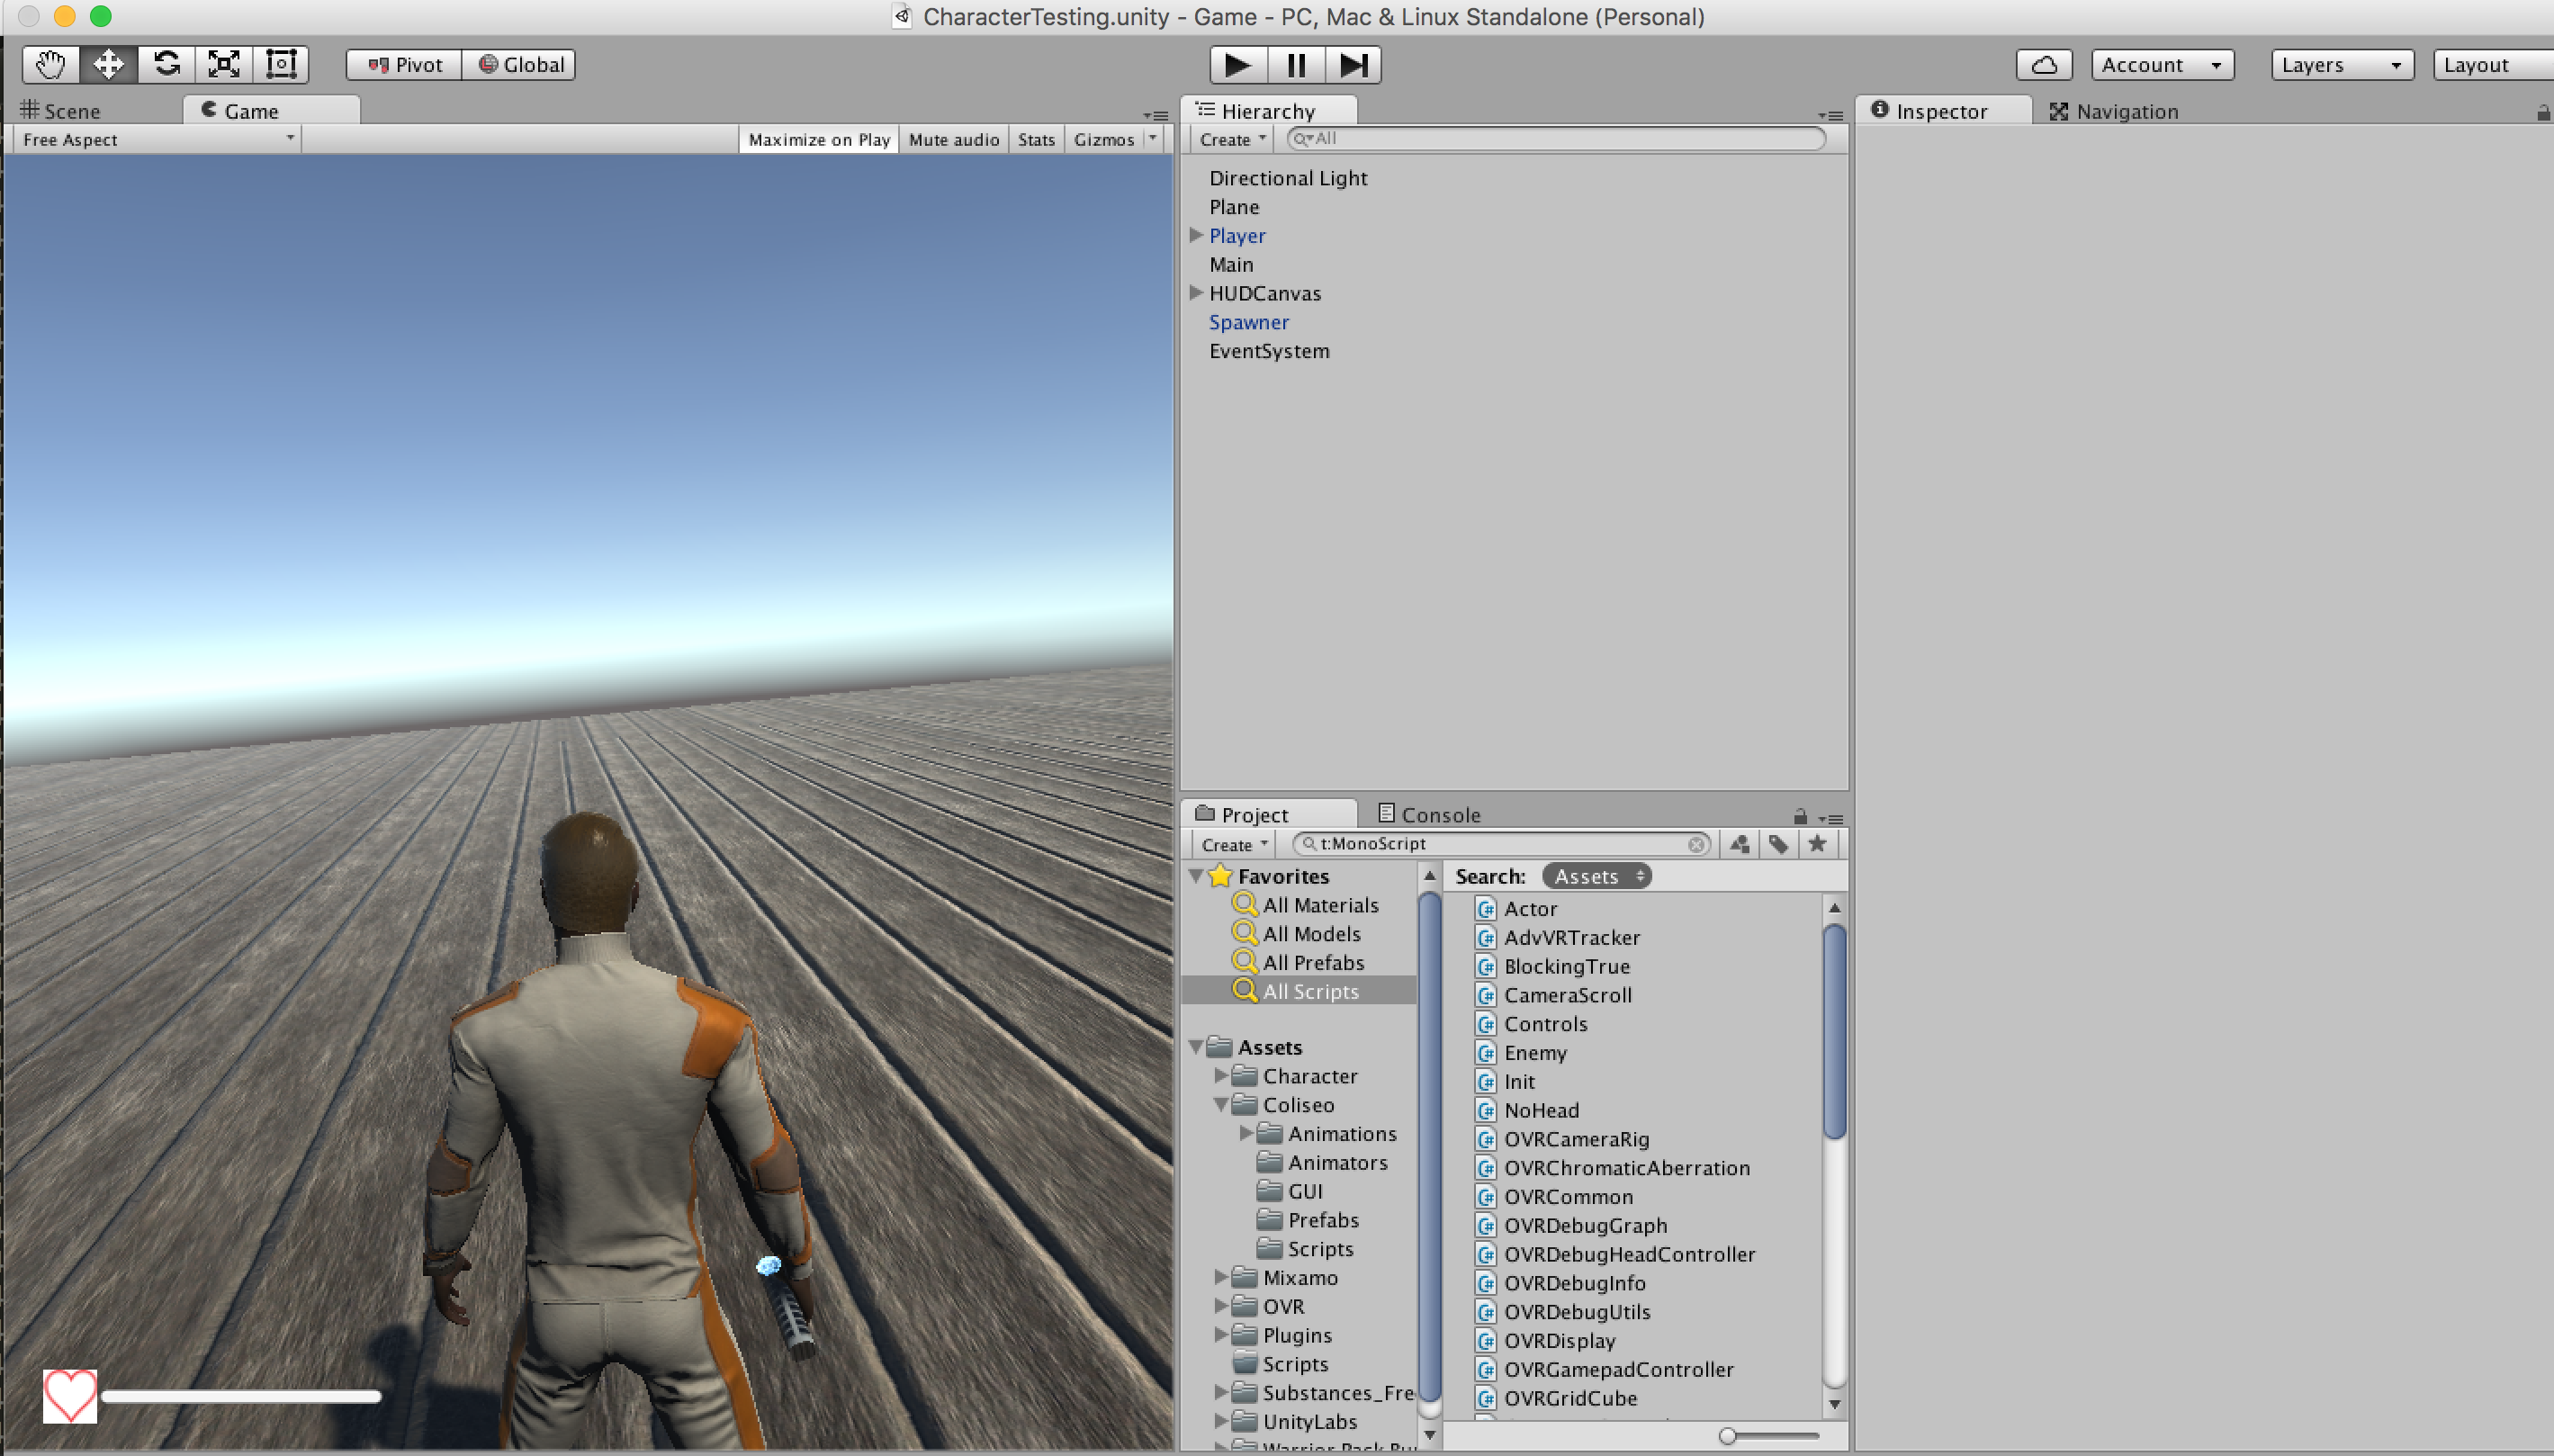 CharacterTesting.unity - Game - PC, Mac & Linux Standalone (Personal)
Pivot Global Account Layers Layout
Scene Game
Free Aspect Maximize on Play Mute audio Stats Gizmos
Hierarchy
Create All
Directional Light
Plane
Player
Main
HUDCanvas
Spawner
EventSystem
Inspector Navigation
Project Console
Create t:MonoScript
Favorites
All Materials
All Models
All Prefabs
All Scripts
Assets
Character
Coliseo
Animations
Animators
GUI
Prefabs
Scripts
Mixamo
OVR
Plugins
Scripts
Substances_Fre
UnityLabs
Search: Assets
Actor
AdvVRTracker
BlockingTrue
CameraScroll
Controls
Enemy
Init
NoHead
OVRCameraRig
OVRChromaticAberration
OVRCommon
OVRDebugGraph
OVRDebugHeadController
OVRDebugInfo
OVRDebugUtils
OVRDisplay
OVRGamepadController
OVRGridCube